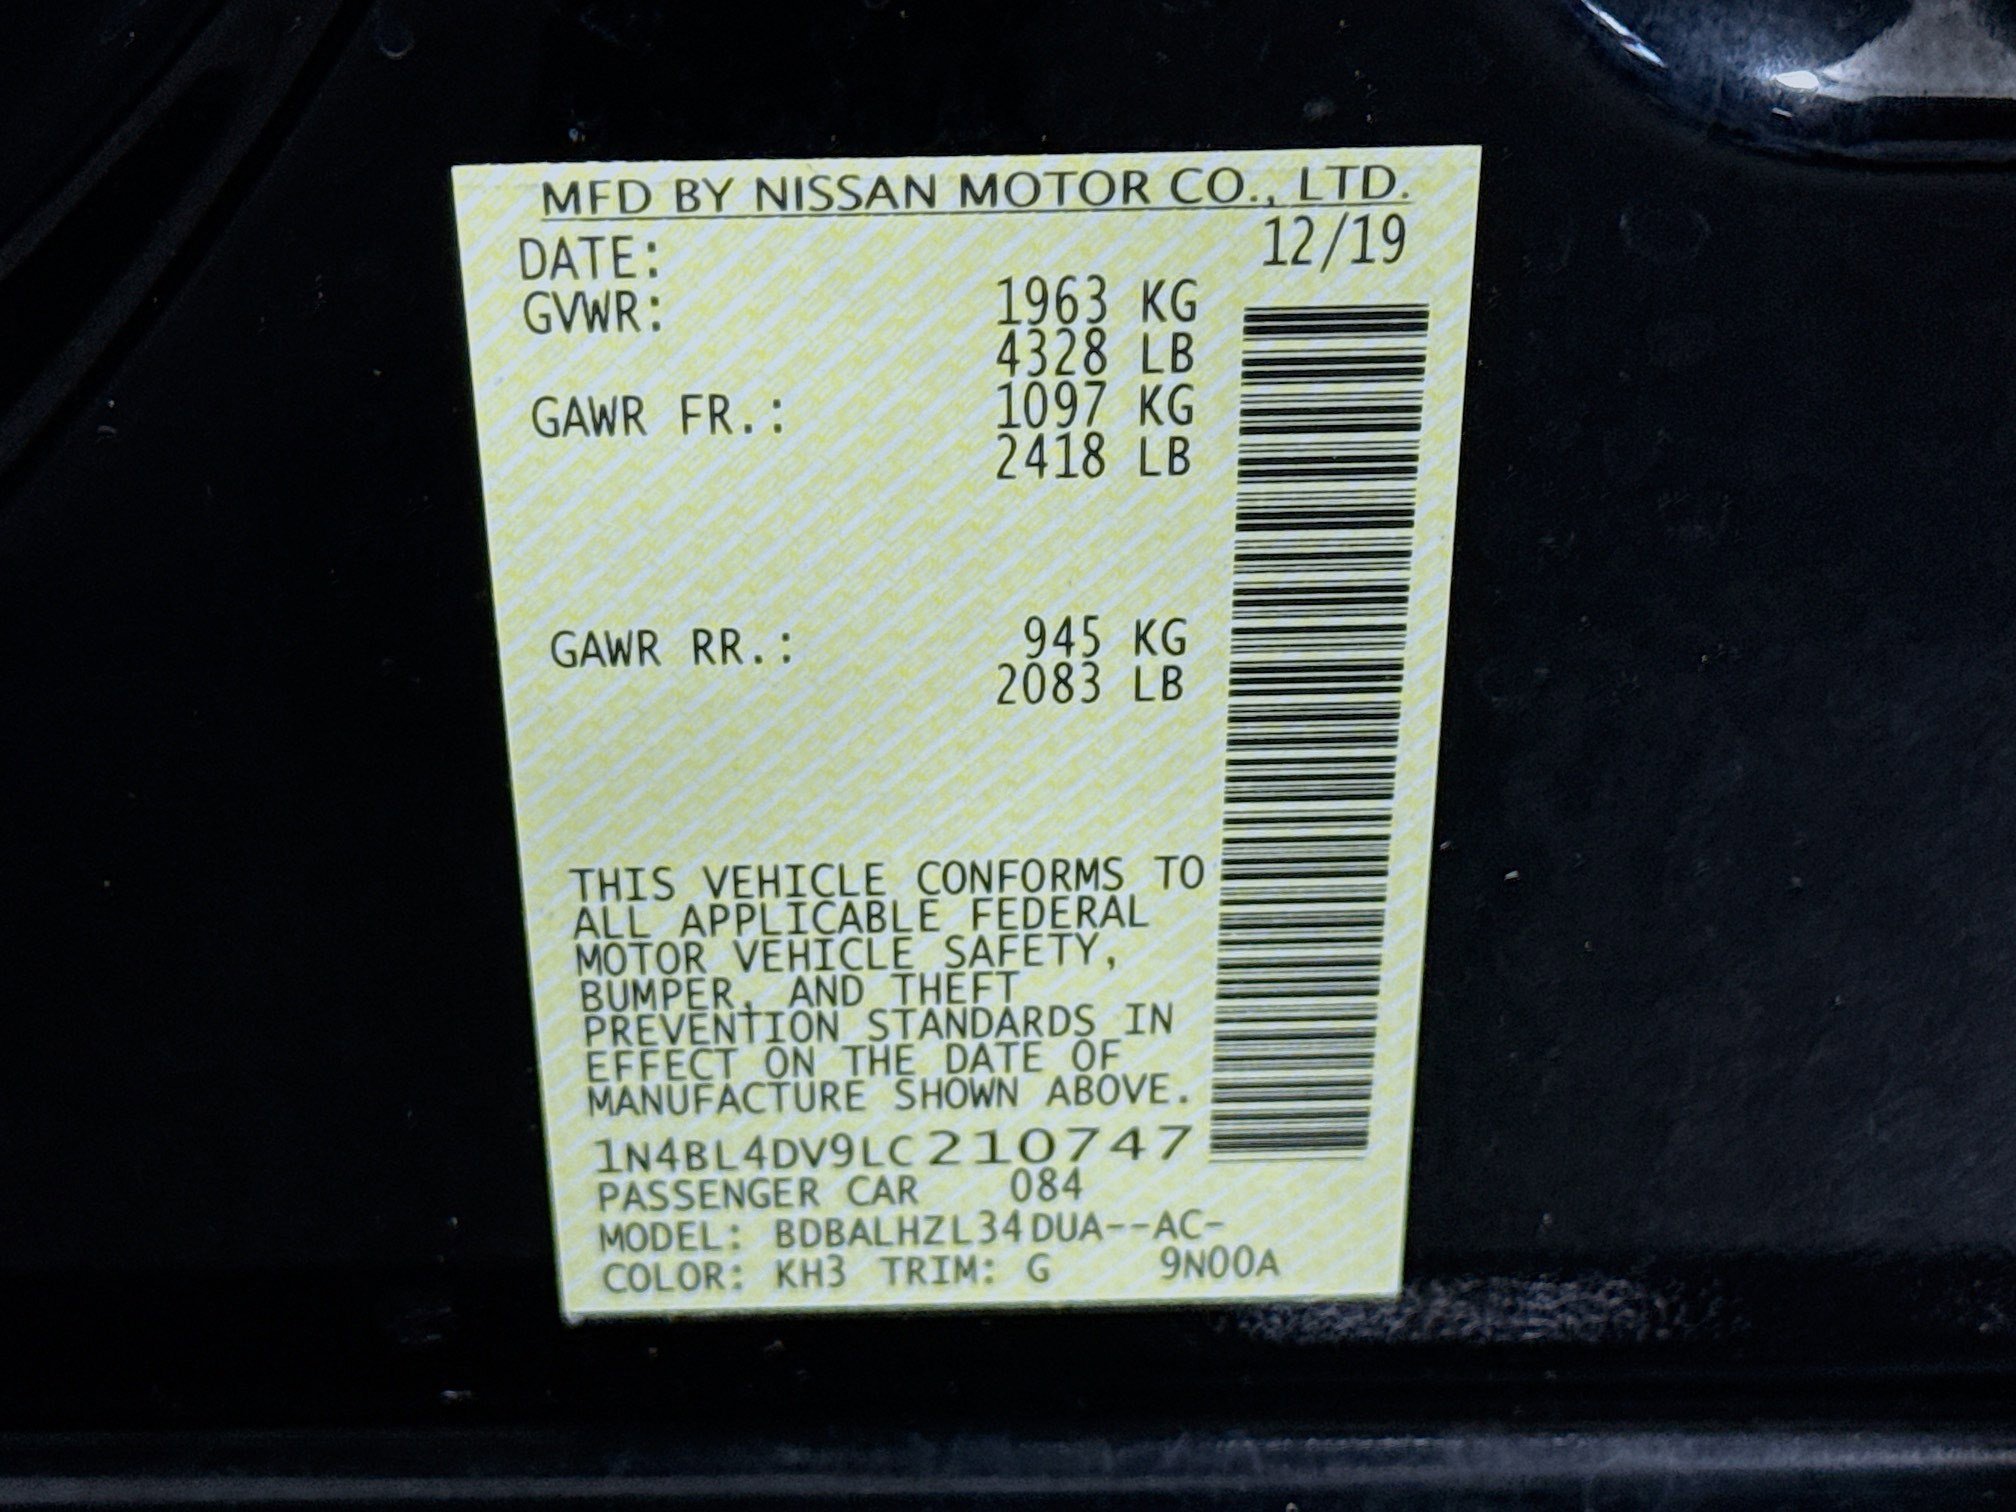 MFD BY NISSAN MOTOR CO., LTD.
DATE: 12/19
GVWR: 1963 KG
4328 LB
GAWR FR.: 1097 KG
2418 LB
GAWR RR.: 945 KG
2083 LB
THIS VEHICLE CONFORMS TO
ALL APPLICABLE FEDERAL
MOTOR VEHICLE SAFETY,
BUMPER, AND THEFT
PREVENTION STANDARDS IN
EFFECT ON THE DATE OF
MANUFACTURE SHOWN ABOVE.
1N4BL4DV9LC210747
PASSENGER CAR 084
MODEL: BDBALHZL34DUA--AC-
COLOR: KH3 TRIM: G 9N00A